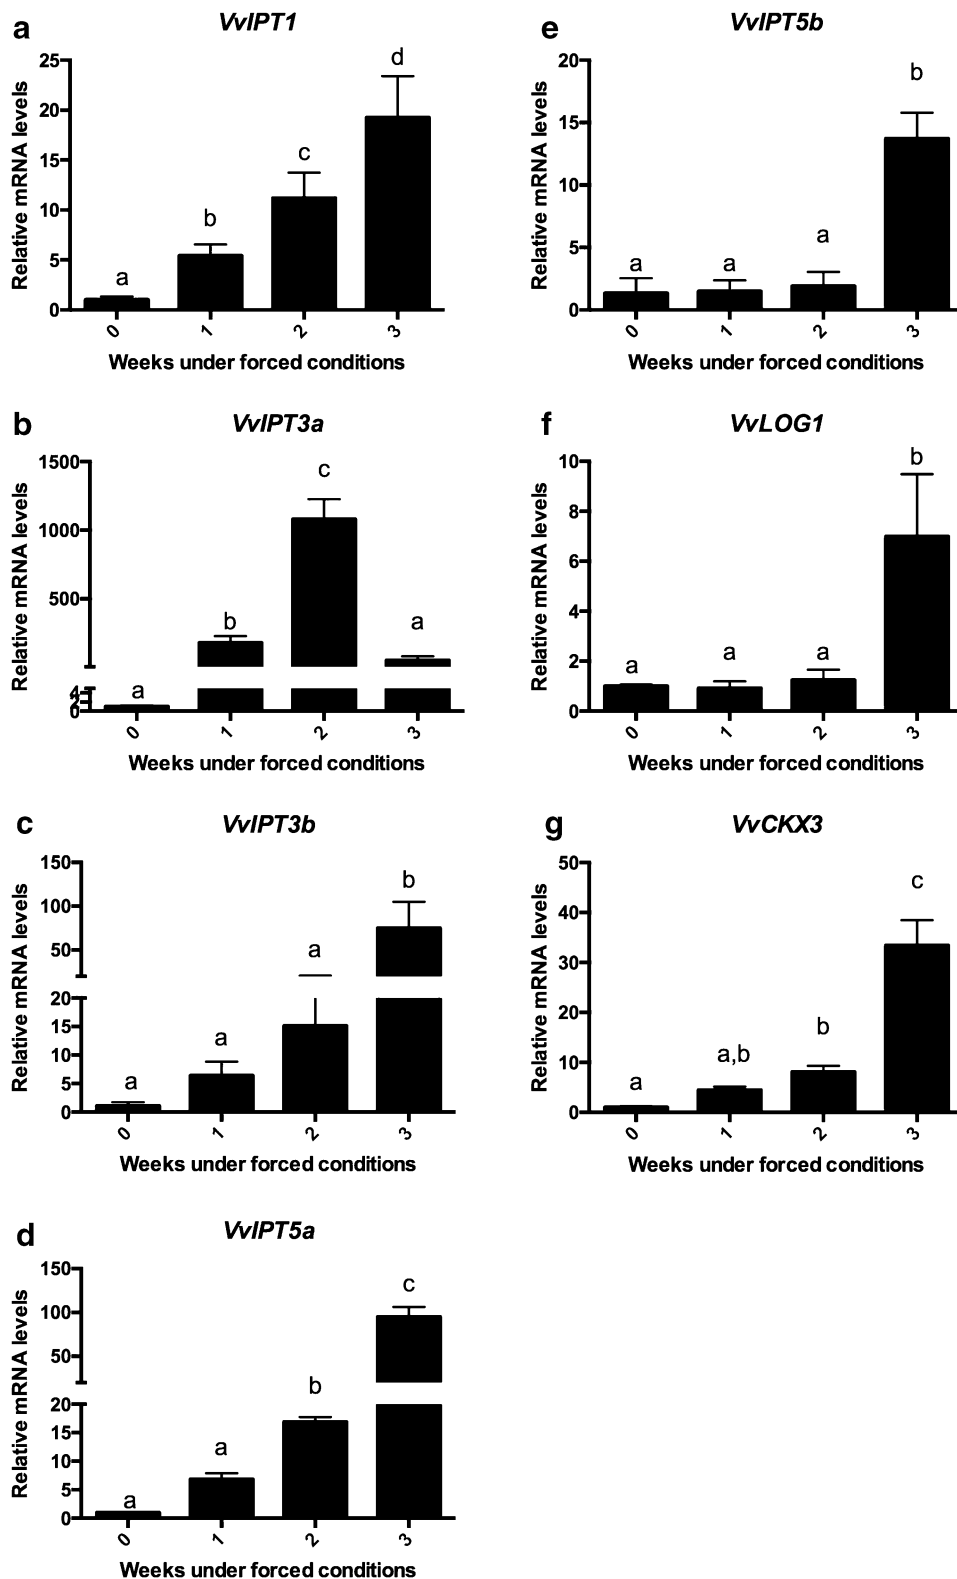 a
VvIPT1
Relative mRNA levels
25
20
15
10
5
0
a
b
c
d
0 1 2 3
Weeks under forced conditions
b
VvIPT3a
Relative mRNA levels
1500
1000
500
4
2
0
a
b
c
a
0 1 2 3
Weeks under forced conditions
c
VvIPT3b
Relative mRNA levels
150
100
50
20
15
10
5
0
a
a
a
b
0 1 2 3
Weeks under forced conditions
d
VvIPT5a
Relative mRNA levels
150
100
50
20
15
10
5
0
a
a
b
c
0 1 2 3
Weeks under forced conditions
e
VvIPT5b
Relative mRNA levels
20
15
10
5
0
a
a
a
b
0 1 2 3
Weeks under forced conditions
f
VvLOG1
Relative mRNA levels
10
8
6
4
2
0
a
a
a
b
0 1 2 3
Weeks under forced conditions
g
VvCKX3
Relative mRNA levels
50
40
30
20
10
0
a
a,b
b
c
0 1 2 3
Weeks under forced conditions